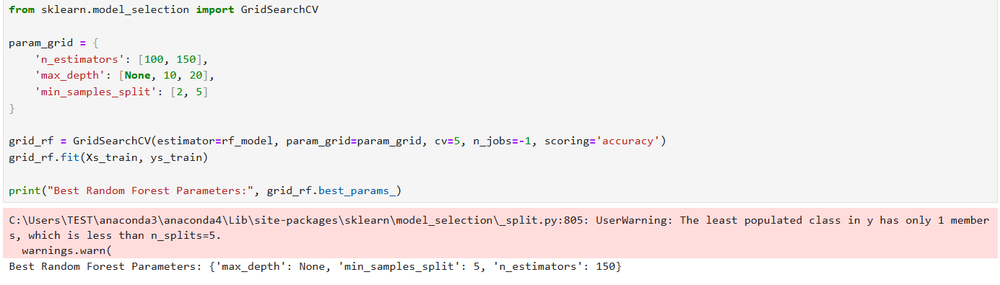 from sklearn.model_selection import GridSearchCV
param_grid = {
    'n_estimators': [100, 150],
    'max_depth': [None, 10, 20],
    'min_samples_split': [2, 5]
}
grid_rf = GridSearchCV(estimator=rf_model, param_grid=param_grid, cv=5, n_jobs=-1, scoring='accuracy')
grid_rf.fit(Xs_train, ys_train)
print("Best Random Forest Parameters:", grid_rf.best_params_)
C:\Users\TEST\anaconda3\anaconda4\Lib\site-packages\sklearn\model_selection\_split.py:805: UserWarning: The least populated class in y has only 1 member
s, which is less than n_splits=5.
  warnings.warn(
Best Random Forest Parameters: {'max_depth': None, 'min_samples_split': 5, 'n_estimators': 150}